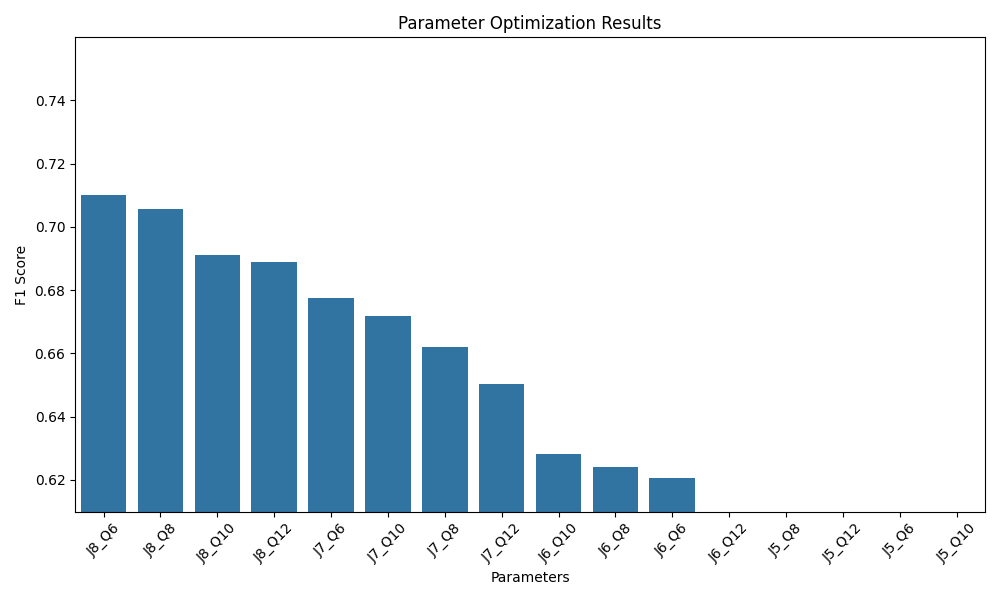 Parameter Optimization Results
F1 Score
0.74
0.72
0.70
0.68
0.66
0.64
0.62
J8_Q6
J8_Q8
J8_Q10
J8_Q12
J7_Q6
J7_Q10
J7_Q8
J7_Q12
J6_Q10
J6_Q8
J6_Q6
J6_Q12
J5_Q8
J5_Q12
J5_Q6
J5_Q10
Parameters